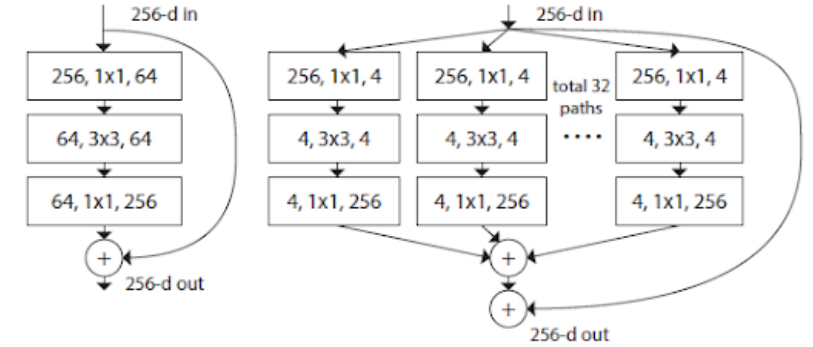 256-d in
256, 1x1, 64
64, 3x3, 64
64, 1x1, 256
+
256-d out
256-d in
256, 1x1, 4
256, 1x1, 4
total 32
paths
....
256, 1x1, 4
4, 3x3, 4
4, 3x3, 4
4, 3x3, 4
4, 1x1, 256
4, 1x1, 256
4, 1x1, 256
+
+
256-d out